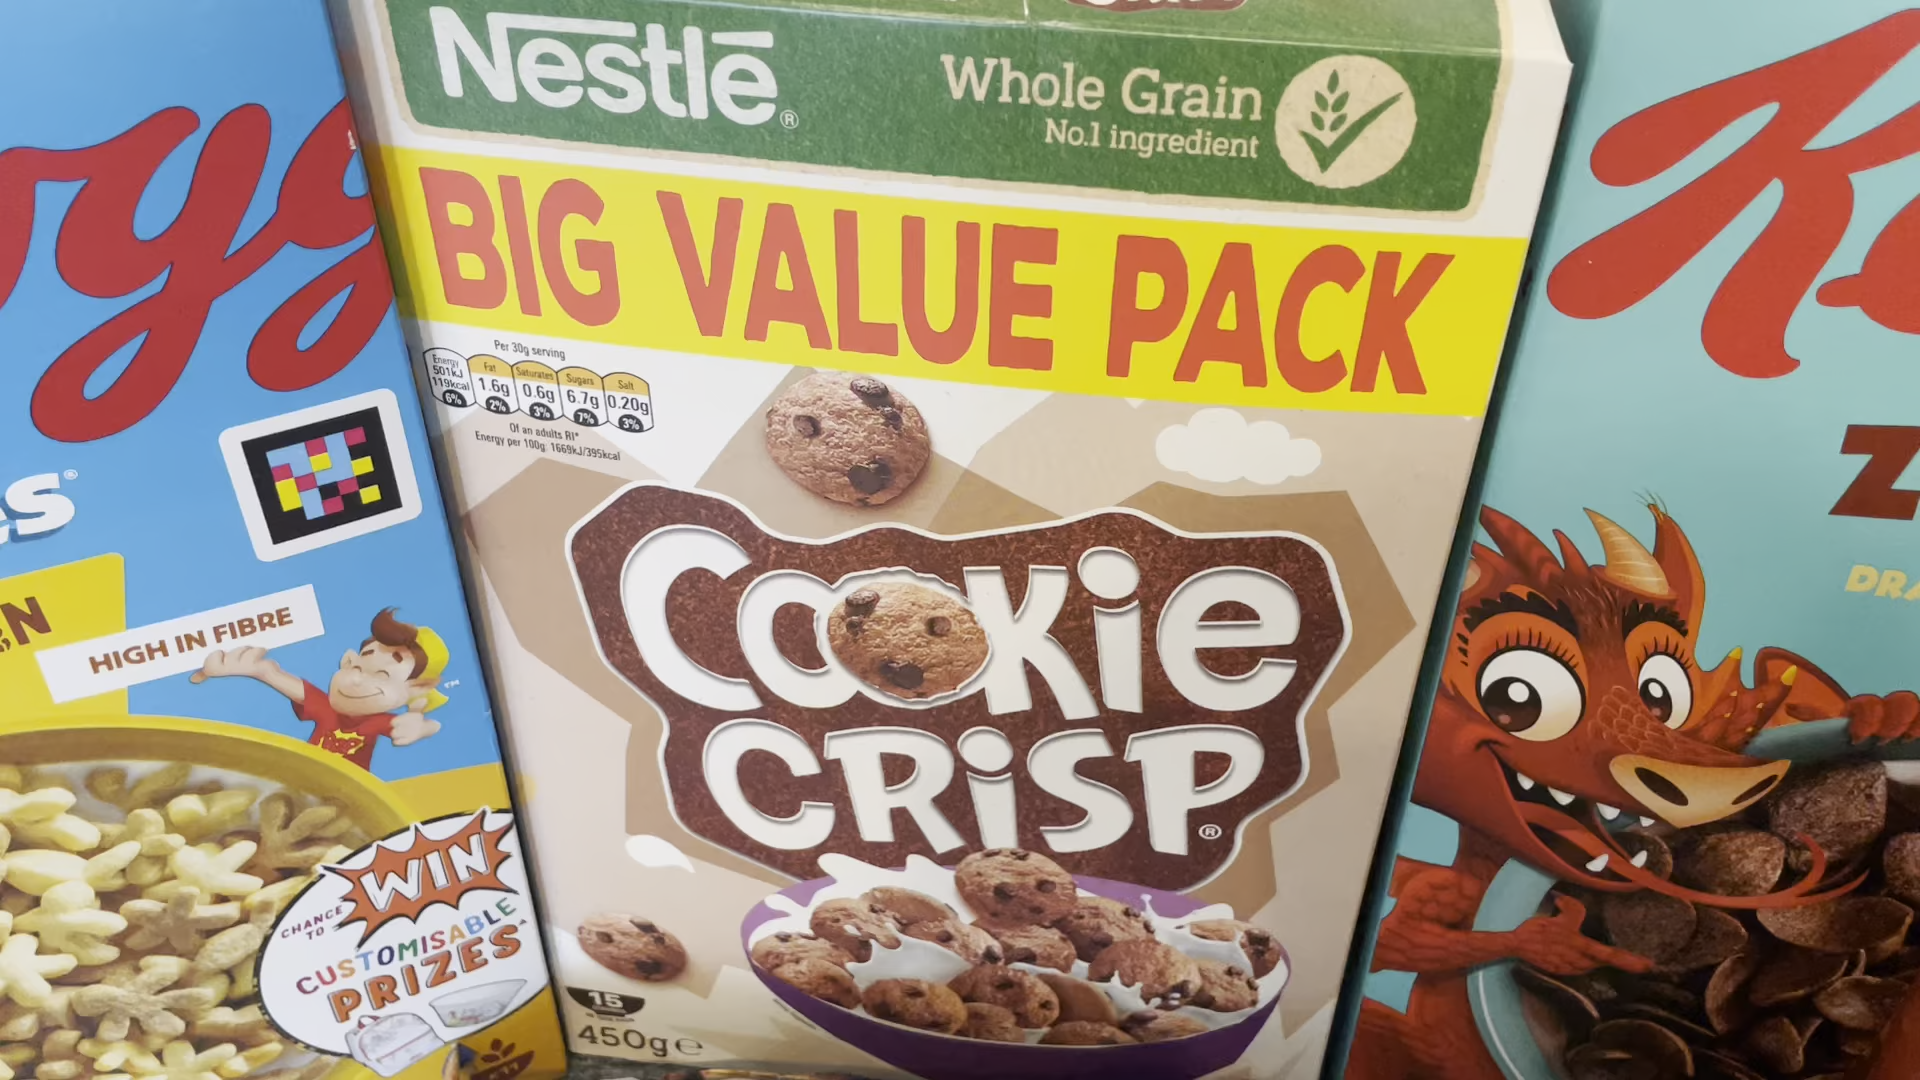 Nestlé®
Whole Grain
No.1 ingredient
BIG VALUE PACK
Per 30g serving
Energy
501kJ
119kcal
6%
Fat
1.6g
2%
Saturates
0.6g
3%
Sugars
6.7g
7%
Salt
0.20g
3%
Of an adults RI*
Energy per 100g: 1669kJ/395kcal
COOKiE
CRiSP®
15
450g℮
HIGH IN FIBRE
™
CHANCE
TO
WIN
CUSTOMISABLE
PRIZES